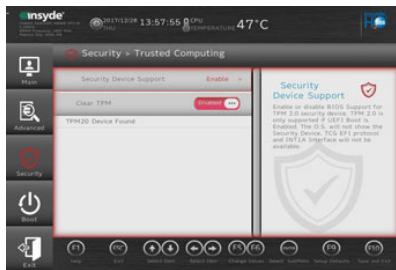 insyde
2017/12/28 13:57:55 CPU
THU TEMPERATURE 47°C
Security > Trusted Computing
Main
Advanced
Security
Boot
Exit
Security Device Support Enable
Clear TPM Disabled
TPM20 Device Found
Security
Device Support
Enable or disable BIOS Support for
TPM 2.0 security device. TPM 2.0 is
only supported if UEFI Boot is
Enabled. The O.S. will not show the
Security Device. TCG EFI protocol
and INT1A Interface will not be
available.
F1 ESC F5 F6 Enter F9 F10
Help Exit Select Item Select Item Change Values Select SubMenu Setup Defaults Save and Exit